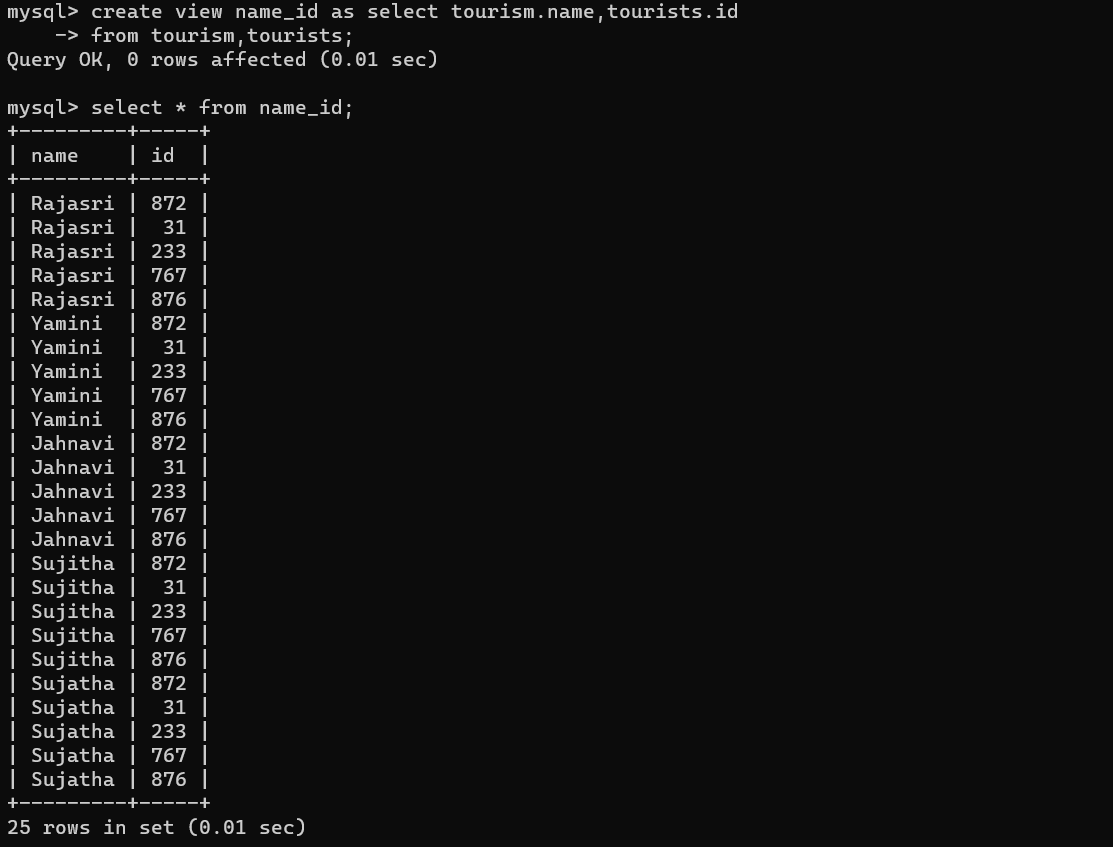 mysql> create view name_id as select tourism.name,tourists.id
    -> from tourism,tourists;
Query OK, 0 rows affected (0.01 sec)

mysql> select * from name_id;
+---------+-----+
| name    | id  |
+---------+-----+
| Rajasri | 872 |
| Rajasri |  31 |
| Rajasri | 233 |
| Rajasri | 767 |
| Rajasri | 876 |
| Yamini  | 872 |
| Yamini  |  31 |
| Yamini  | 233 |
| Yamini  | 767 |
| Yamini  | 876 |
| Jahnavi | 872 |
| Jahnavi |  31 |
| Jahnavi | 233 |
| Jahnavi | 767 |
| Jahnavi | 876 |
| Sujitha | 872 |
| Sujitha |  31 |
| Sujitha | 233 |
| Sujitha | 767 |
| Sujitha | 876 |
| Sujatha | 872 |
| Sujatha |  31 |
| Sujatha | 233 |
| Sujatha | 767 |
| Sujatha | 876 |
+---------+-----+
25 rows in set (0.01 sec)